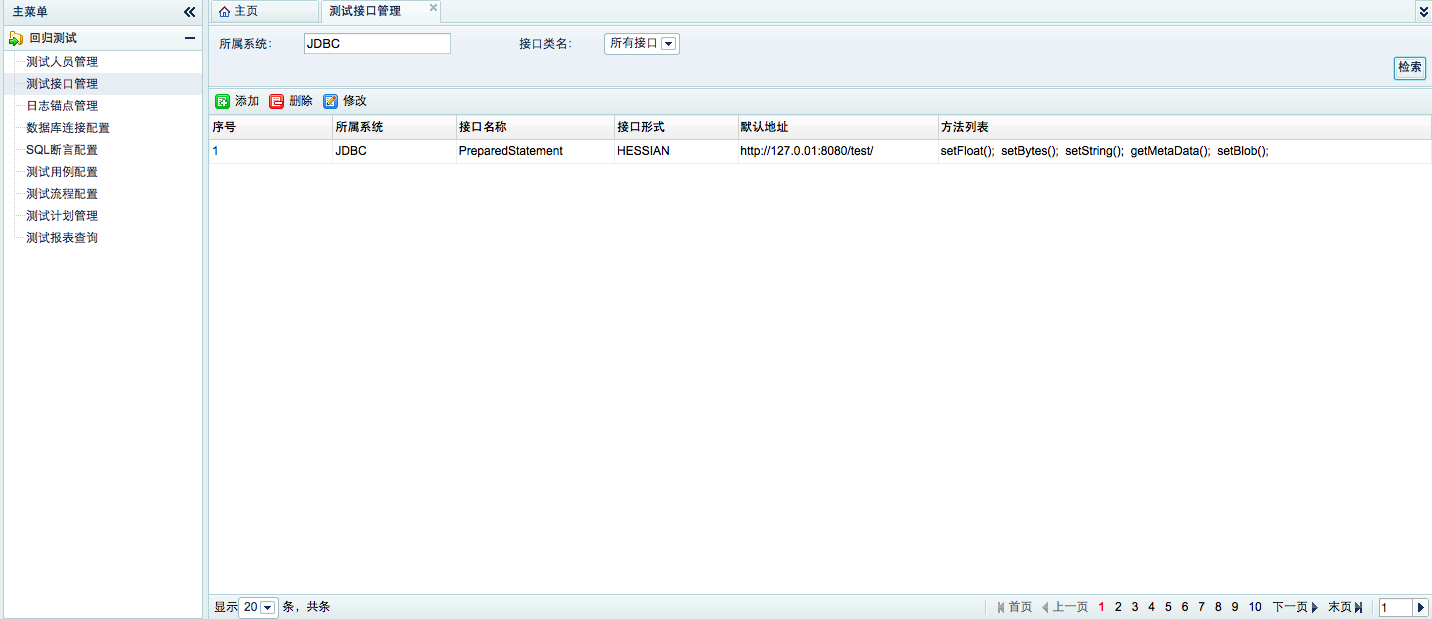 主菜单
回归测试
测试人员管理
测试接口管理
日志锚点管理
数据库连接配置
SQL断言配置
测试用例配置
测试流程配置
测试计划管理
测试报表查询
主页 测试接口管理
所属系统: JDBC 接口类名: 所有接口
检索
添加 删除 修改
序号 所属系统 接口名称 接口形式 默认地址 方法列表
1 JDBC PreparedStatement HESSIAN http://127.0.01:8080/test/ setFloat(); setBytes(); setString(); getMetaData(); setBlob();
显示 20 条，共条 首页 上一页 1 2 3 4 5 6 7 8 9 10 下一页 末页 1